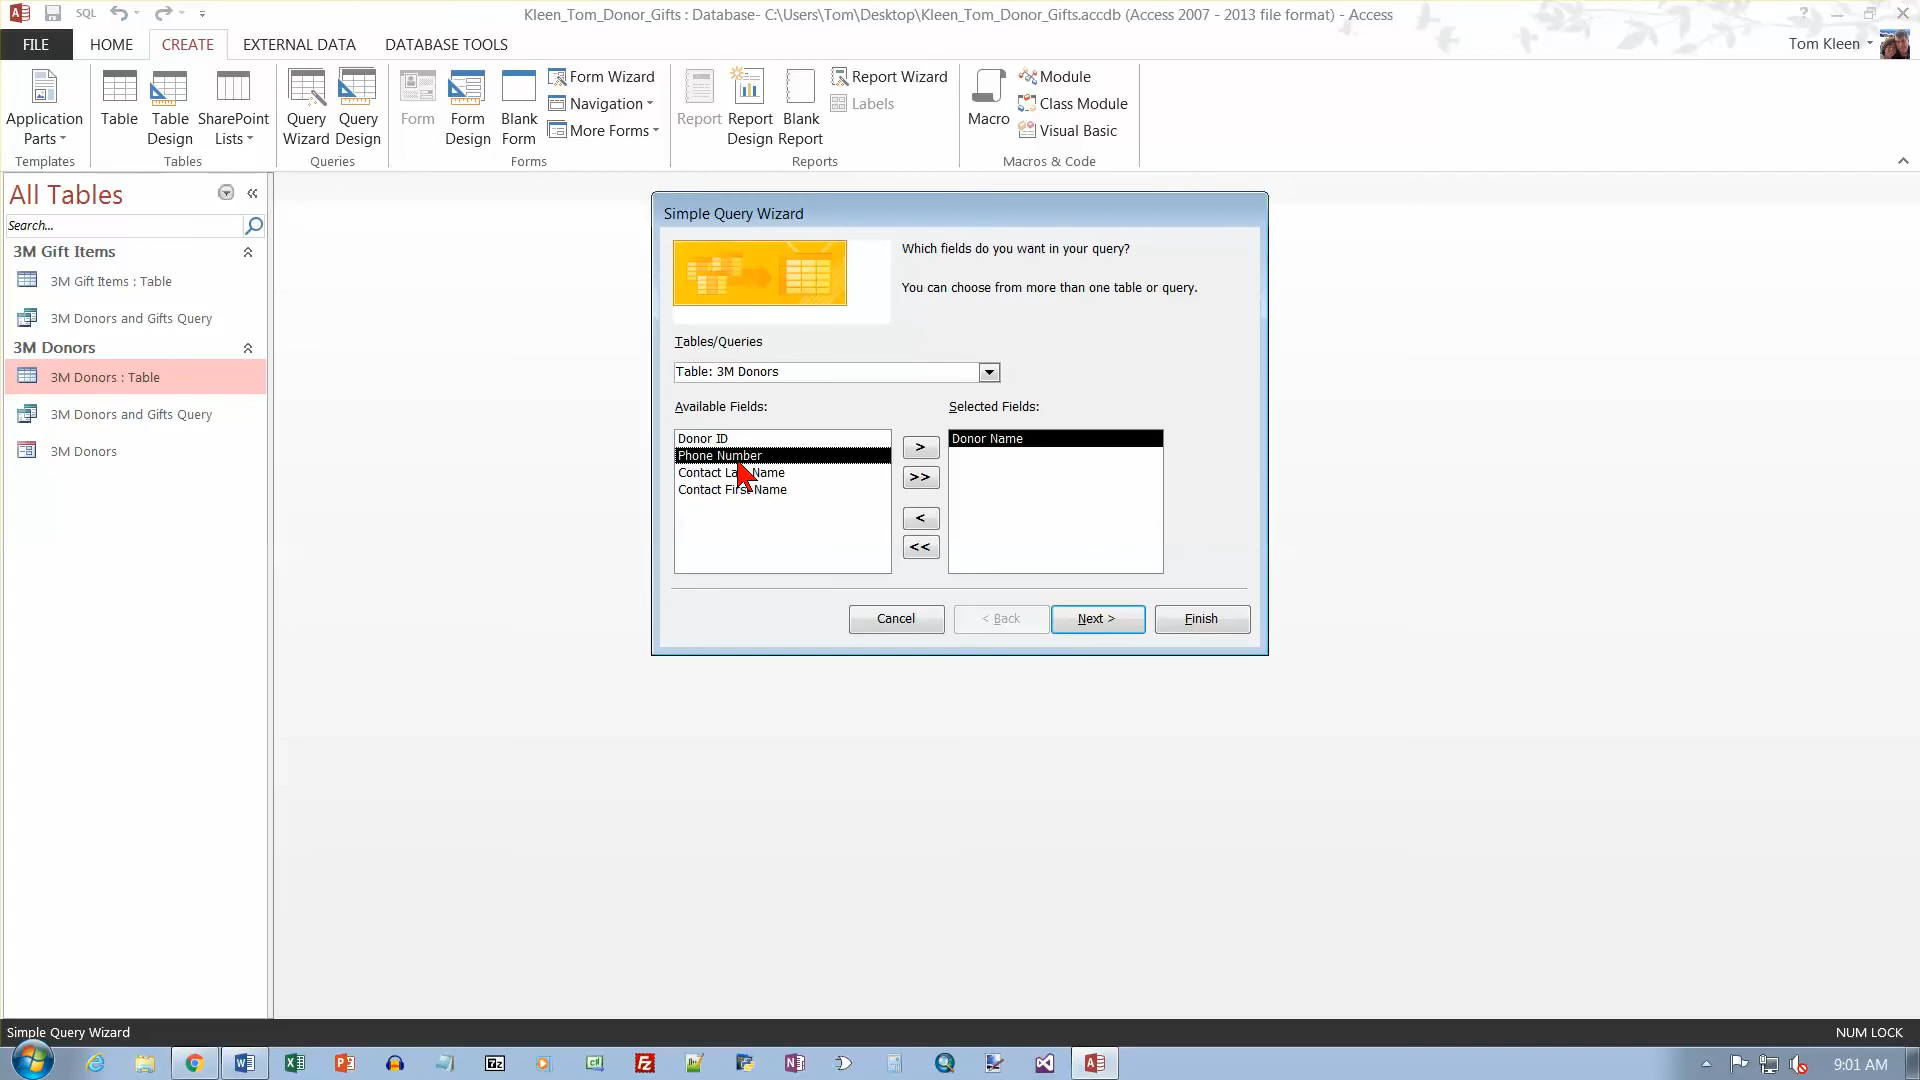 SQL
Kleen_Tom_Donor_Gifts : Database- C:\Users\Tom\Desktop\Kleen_Tom_Donor_Gifts.accdb (Access 2007 - 2013 file format) - Access
?
FILE
HOME
CREATE
EXTERNAL DATA
DATABASE TOOLS
Tom Kleen
Application Parts
Templates
Table
Table Design
SharePoint Lists
Tables
Query Wizard
Query Design
Queries
Form
Form Design
Blank Form
Form Wizard
Navigation
More Forms
Forms
Report
Report Design
Blank Report
Report Wizard
Labels
Reports
Macro
Module
Class Module
Visual Basic
Macros & Code
All Tables
Search...
3M Gift Items
3M Gift Items : Table
3M Donors and Gifts Query
3M Donors
3M Donors : Table
3M Donors and Gifts Query
3M Donors
Simple Query Wizard
Which fields do you want in your query?
You can choose from more than one table or query.
Tables/Queries
Table: 3M Donors
Available Fields:
Selected Fields:
Donor ID
Phone Number
Contact Last Name
Contact First Name
>
>>
<
<<
Donor Name
Cancel
< Back
Next >
Finish
Simple Query Wizard
NUM LOCK
9:01 AM